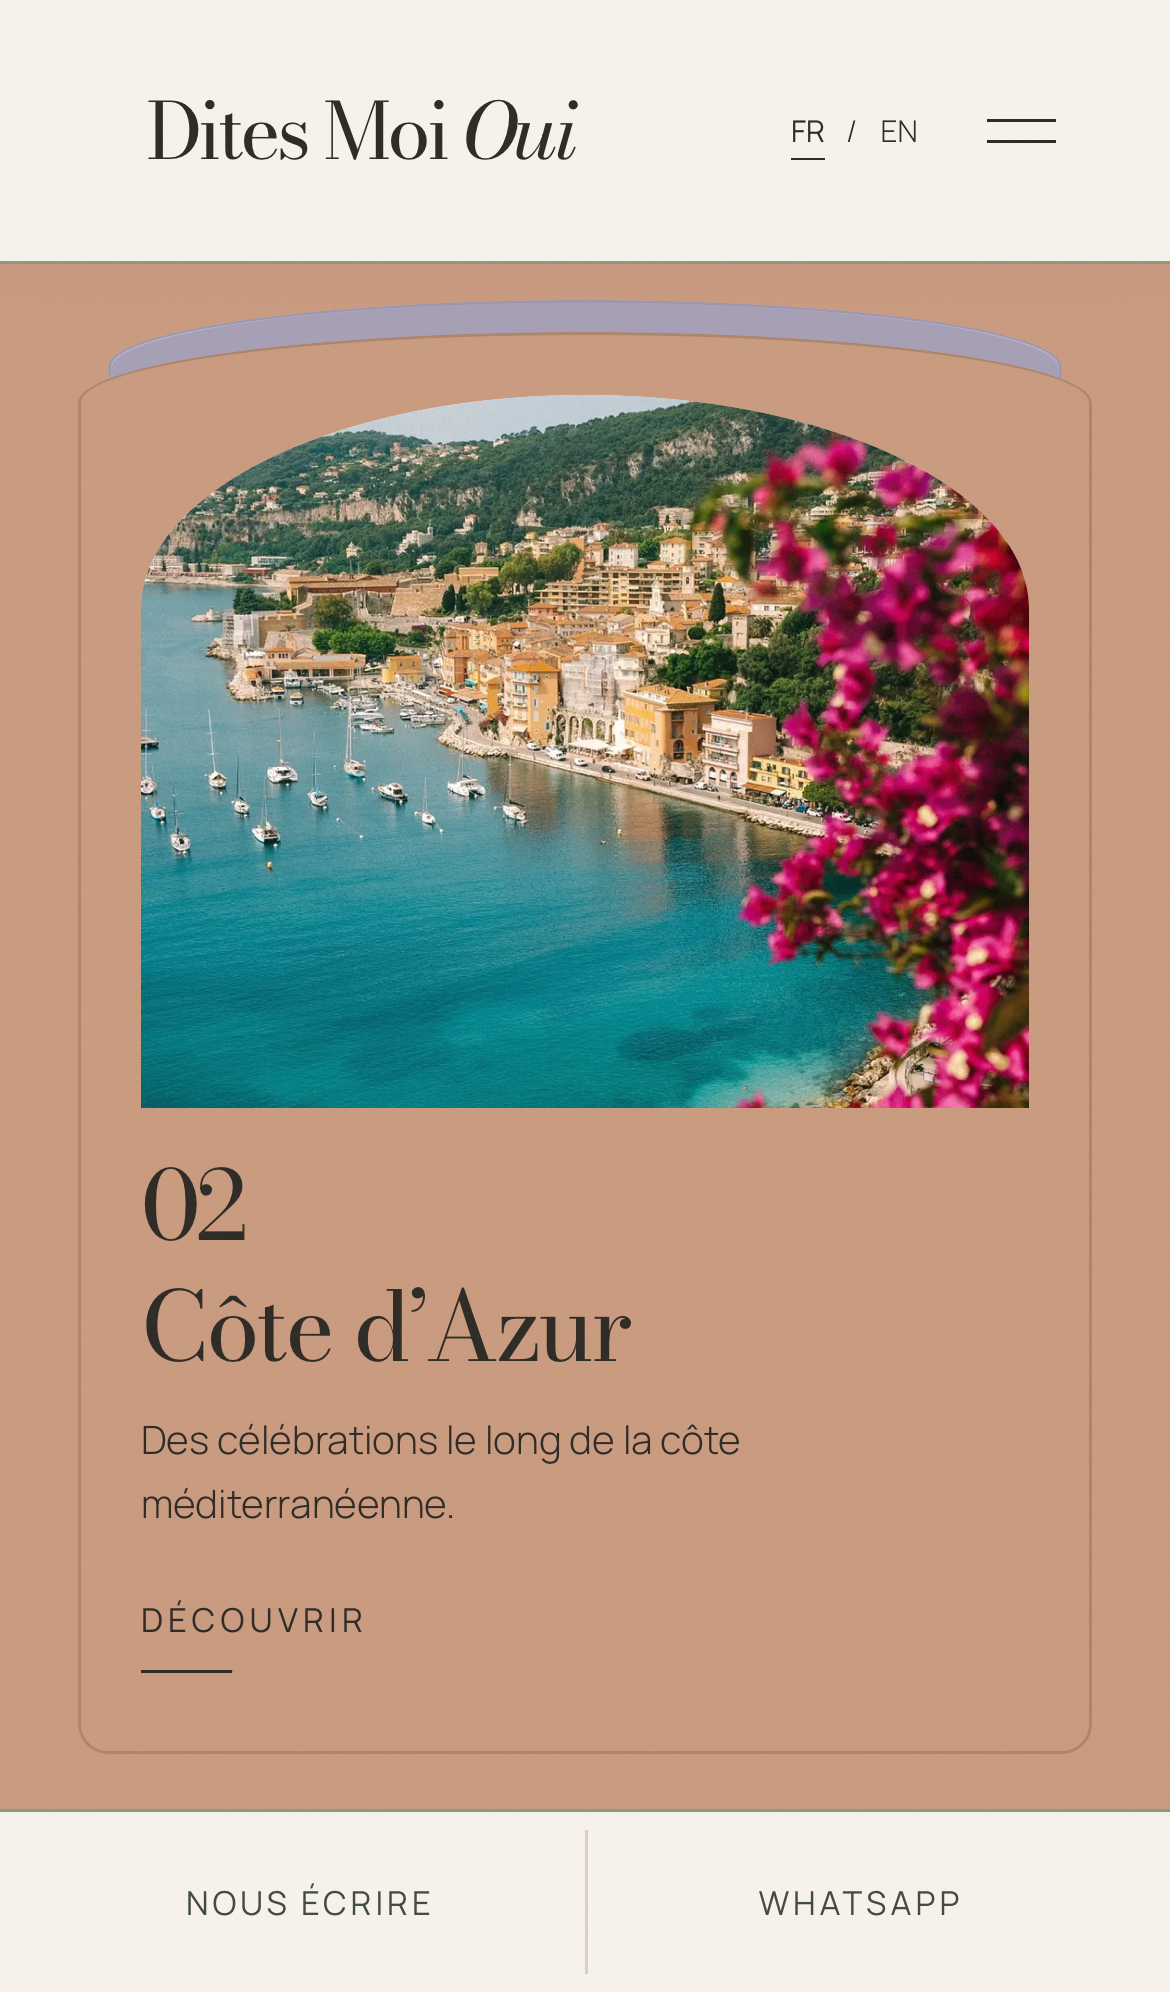 Dites Moi Oui
FR / EN
02
Côte d’Azur
Des célébrations le long de la côte
méditerranéenne.
DÉCOUVRIR
NOUS ÉCRIRE
WHATSAPP